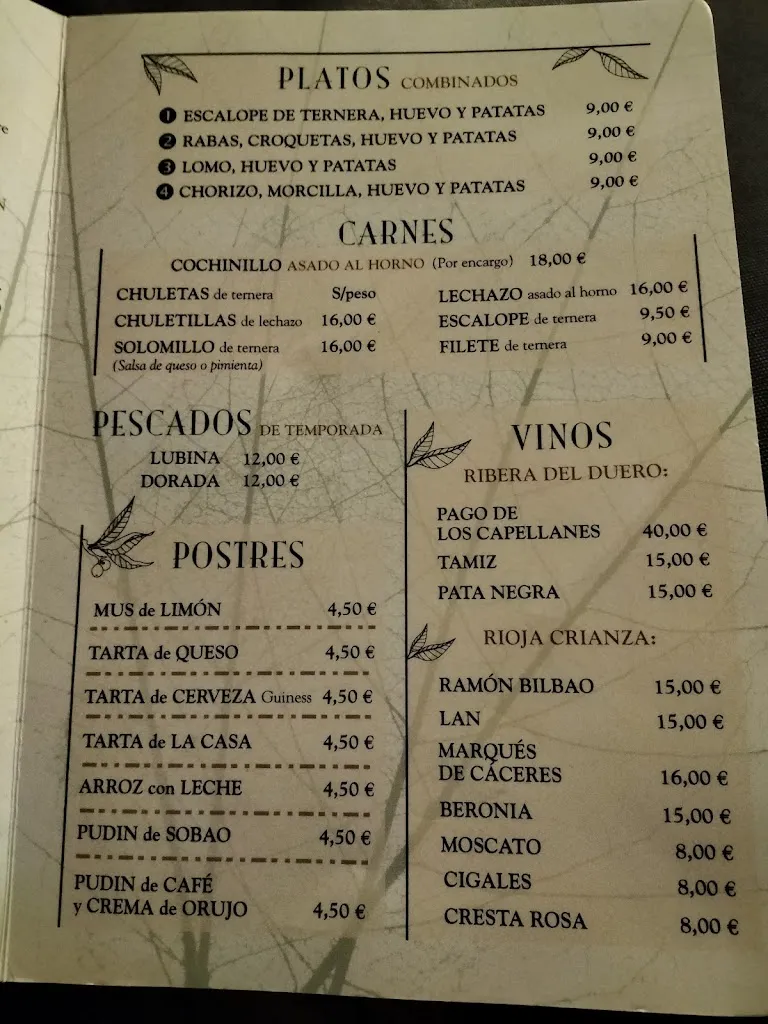 PLATOS COMBINADOS
❶ ESCALOPE DE TERNERA, HUEVO Y PATATAS 9,00 €
❷ RABAS, CROQUETAS, HUEVO Y PATATAS 9,00 €
❸ LOMO, HUEVO Y PATATAS 9,00 €
❹ CHORIZO, MORCILLA, HUEVO Y PATATAS 9,00 €
CARNES
COCHINILLO ASADO AL HORNO (Por encargo) 18,00 €
CHULETAS de ternera S/peso
CHULETILLAS de lechazo 16,00 €
SOLOMILLO de ternera 16,00 €
(Salsa de queso o pimienta)
LECHAZO asado al horno 16,00 €
ESCALOPE de ternera 9,50 €
FILETE de ternera 9,00 €
PESCADOS DE TEMPORADA
LUBINA 12,00 €
DORADA 12,00 €
POSTRES
MUS de LIMÓN 4,50 €
TARTA de QUESO 4,50 €
TARTA de CERVEZA Guiness 4,50 €
TARTA de LA CASA 4,50 €
ARROZ con LECHE 4,50 €
PUDIN de SOBAO 4,50 €
PUDIN de CAFÉ
y CREMA de ORUJO 4,50 €
VINOS
RIBERA DEL DUERO:
PAGO DE
LOS CAPELLANES 40,00 €
TAMIZ 15,00 €
PATA NEGRA 15,00 €
RIOJA CRIANZA:
RAMÓN BILBAO 15,00 €
LAN 15,00 €
MARQUÉS
DE CÁCERES 16,00 €
BERONIA 15,00 €
MOSCATO 8,00 €
CIGALES 8,00 €
CRESTA ROSA 8,00 €